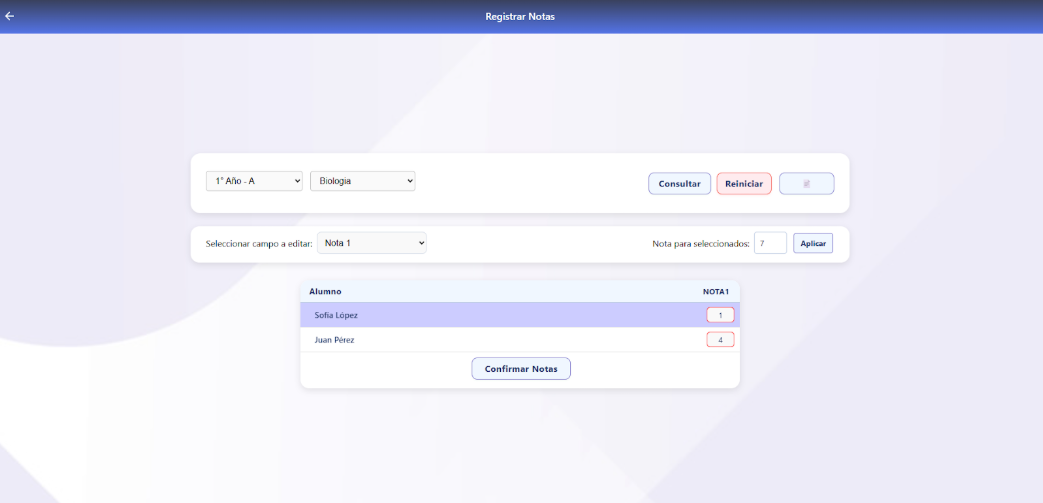 Registrar Notas
1° Año - A Biologia Consultar Reiniciar
Seleccionar campo a editar: Nota 1 Nota para seleccionados: 7 Aplicar
Alumno NOTA1
Sofia López 1
Juan Pérez 4
Confirmar Notas